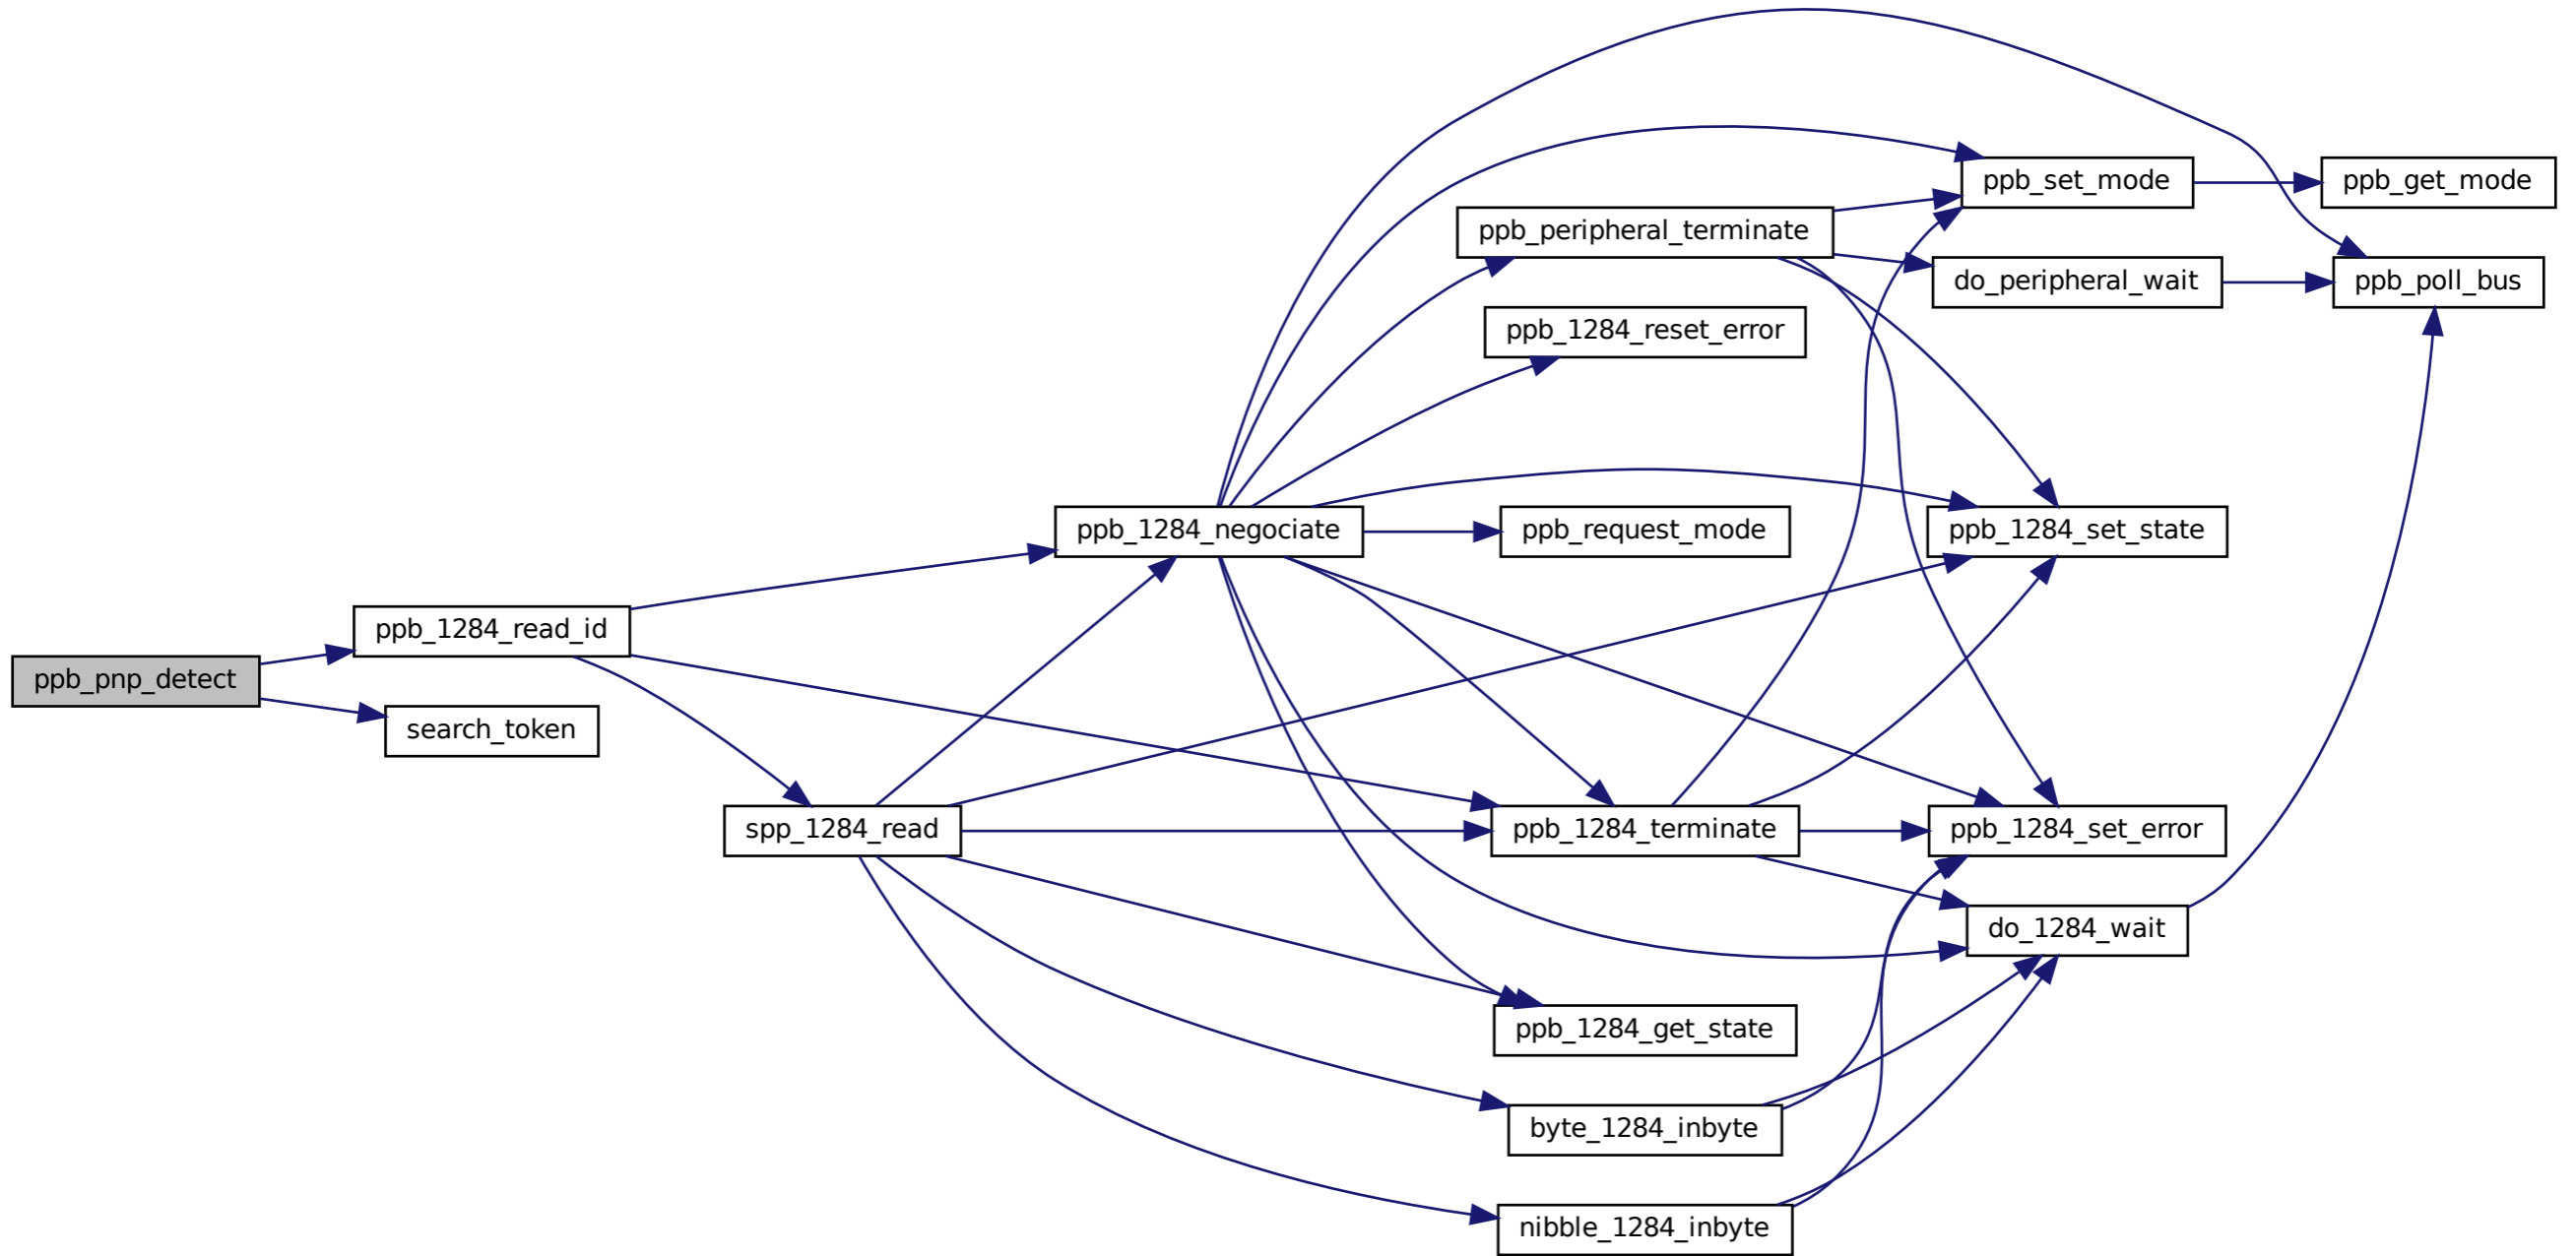 ppb_set_mode
ppb_get_mode
ppb_peripheral_terminate
do_peripheral_wait
ppb_poll_bus
ppb_1284_reset_error
ppb_1284_negociate
ppb_request_mode
ppb_1284_set_state
ppb_1284_read_id
ppb_pnp_detect
search_token
spp_1284_read
ppb_1284_terminate
ppb_1284_set_error
do_1284_wait
ppb_1284_get_state
byte_1284_inbyte
nibble_1284_inbyte